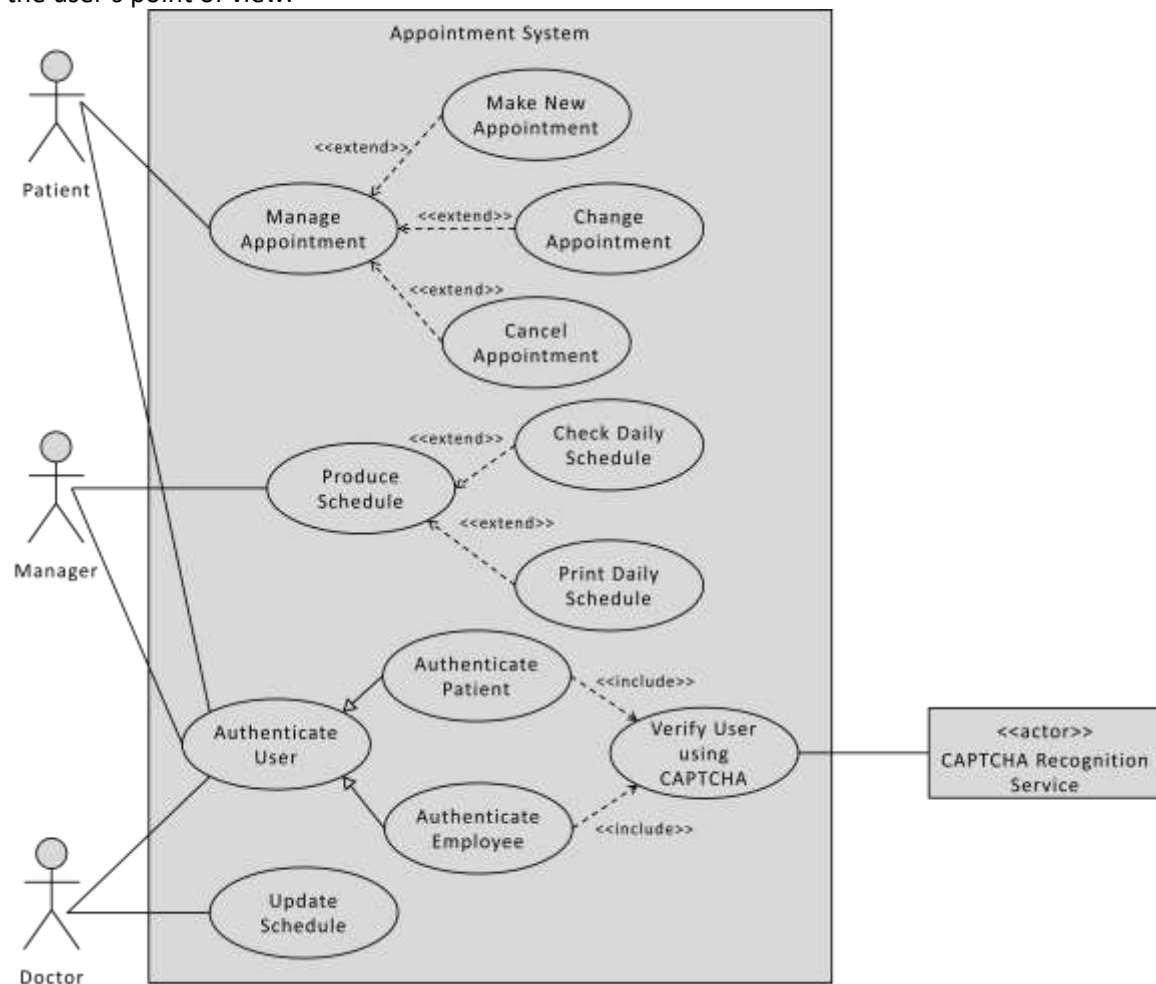 the user's point of view.
Appointment System
Make New
Appointment
<<extend>>
Patient
Manage
Appointment
<<extend>>
Change
Appointment
<<extend>>
Cancel
Appointment
<<extend>>
Check Daily
Schedule
Produce
Schedule
<<extend>>
Manager
Print Daily
Schedule
Authenticate
Patient
<<include>>
Authenticate
User
Verify User
using
CAPTCHA
<<actor>>
CAPTCHA Recognition
Service
Authenticate
Employee
<<include>>
Update
Schedule
Doctor